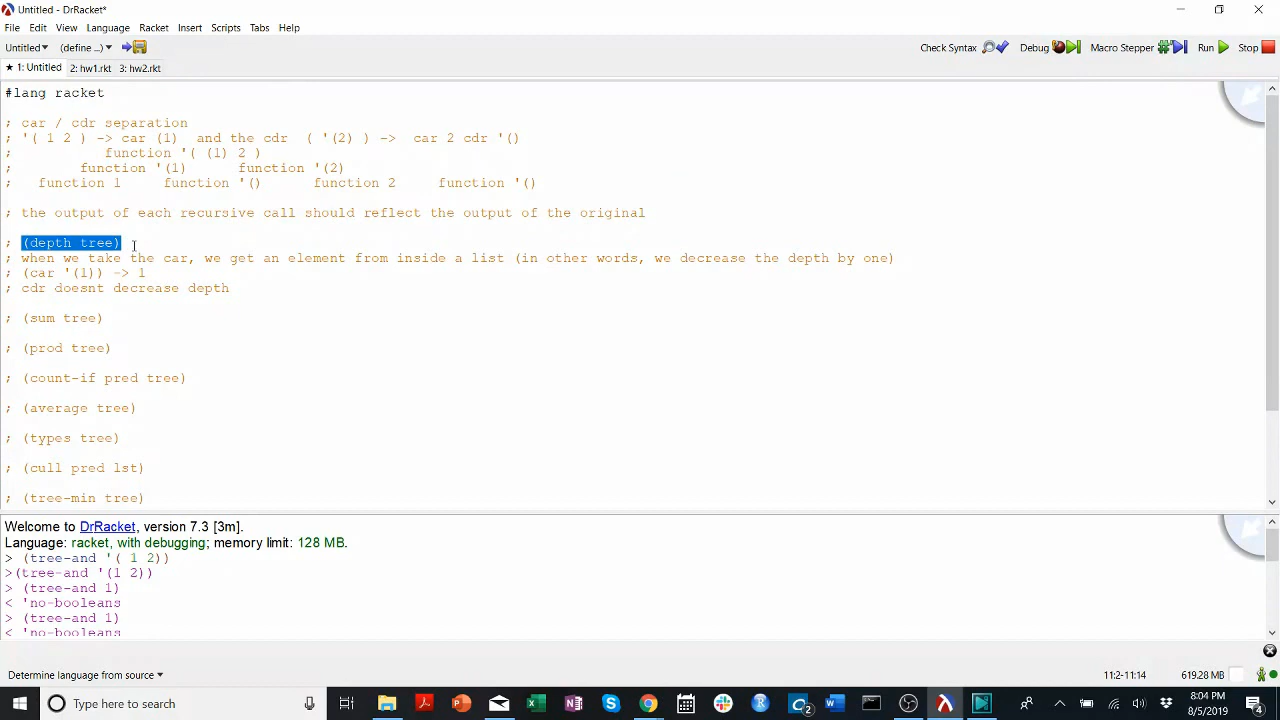 Untitled - DrRacket*
File Edit View Language Racket Insert Scripts Tabs Help
Untitled▾ (define ...)▾ Check Syntax Debug Macro Stepper Run Stop
1: Untitled 2: hw1.rkt 3: hw2.rkt
#lang racket
; car / cdr separation
; '( 1 2 ) -> car (1)  and the cdr  ( '(2) ) ->  car 2 cdr '()
;           function '( (1) 2 )
;        function '(1)      function '(2)
;   function 1     function '()      function 2     function '()
; the output of each recursive call should reflect the output of the original
; (depth tree)
; when we take the car, we get an element from inside a list (in other words, we decrease the depth by one)
; (car '(1)) -> 1
; cdr doesnt decrease depth
; (sum tree)
; (prod tree)
; (count-if pred tree)
; (average tree)
; (types tree)
; (cull pred lst)
; (tree-min tree)
Welcome to DrRacket, version 7.3 [3m].
Language: racket, with debugging; memory limit: 128 MB.
> (tree-and '( 1 2))
>(tree-and '(1 2))
> (tree-and 1)
< 'no-booleans
> (tree-and 1)
< 'no-booleans
Determine language from source▾ 11:2-11:14 619.28 MB
Type here to search
8:04 PM
8/5/2019